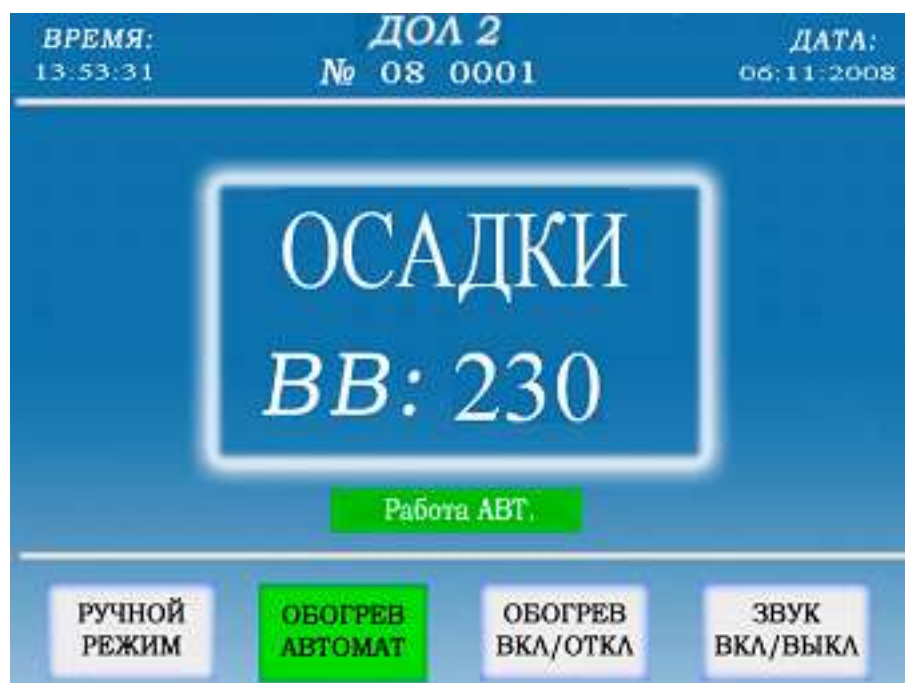 ВРЕМЯ:
13:53:31
ДОЛ 2
№ 08 0001
ДАТА:
06:11:2008
ОСАДКИ
ВВ: 230
Работа АВТ.
РУЧНОЙ
РЕЖИМ
ОБОГРЕВ
АВТОМАТ
ОБОГРЕВ
ВКЛ/ОТКЛ
ЗВУК
ВКЛ/ВЫКЛ